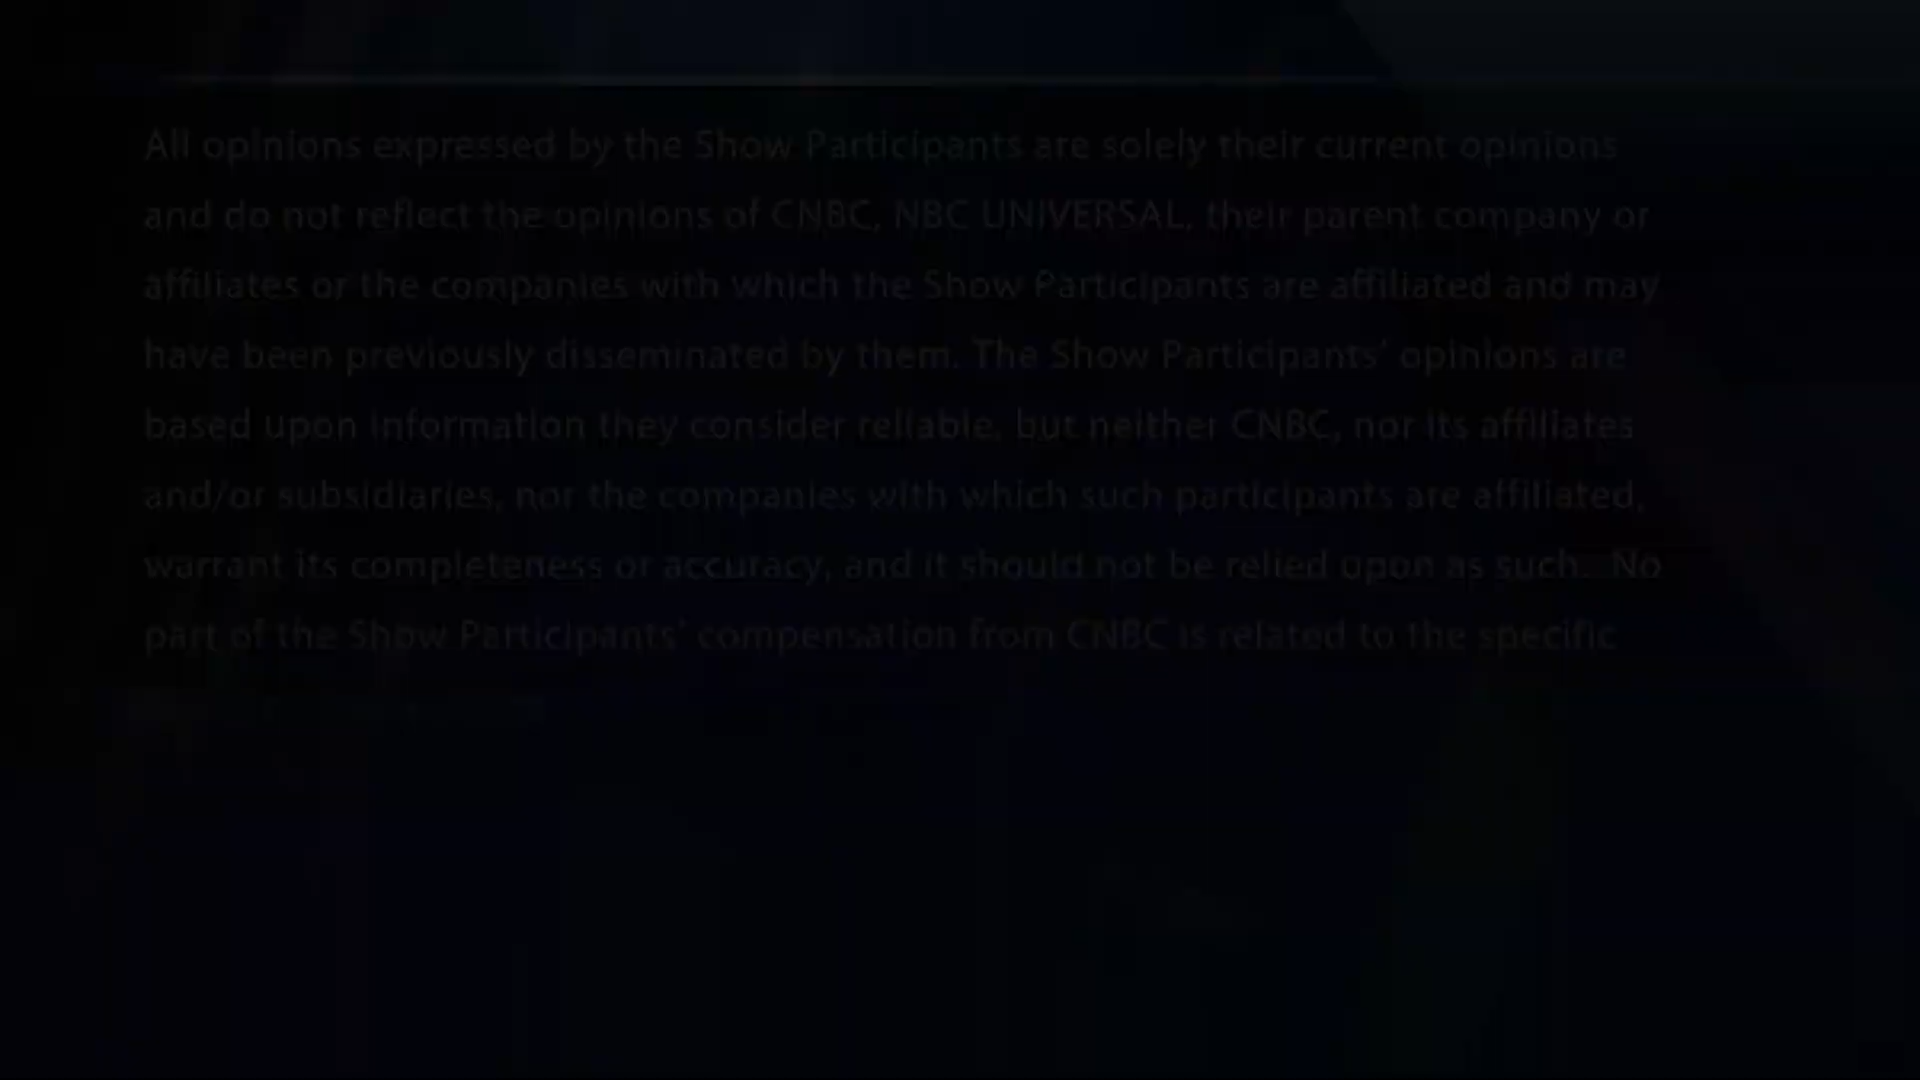 All opinions expressed by the Show Participants are solely their current opinions
and do not reflect the opinions of CNBC, NBC UNIVERSAL, their parent company or
affiliates or the companies with which the Show Participants are affiliated and may
have been previously disseminated by them. The Show Participants' opinions are
based upon information they consider reliable, but neither CNBC, nor its affiliates
and/or subsidiaries, nor the companies with which such participants are affiliated,
warrant its completeness or accuracy, and it should not be relied upon as such. No
part of the Show Participants' compensation from CNBC is related to the specific